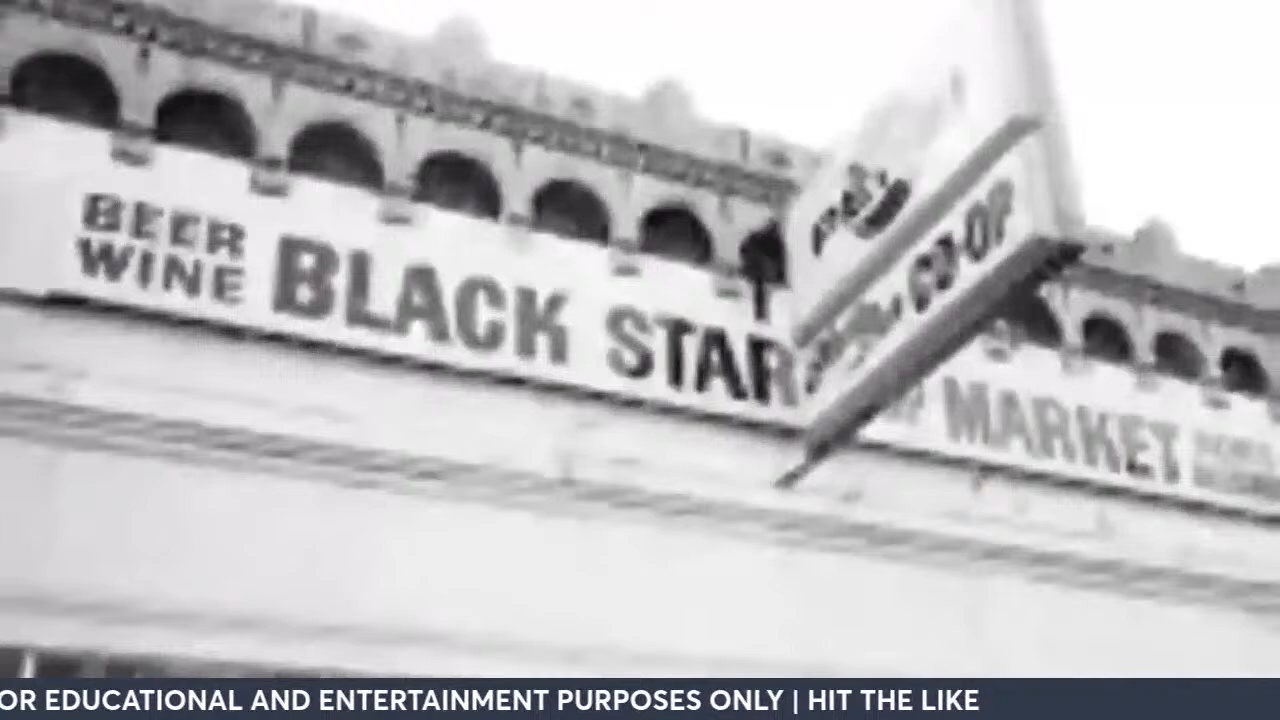 BEER
WINE
BLACK STAR
CO-OP
MARKET
OR EDUCATIONAL AND ENTERTAINMENT PURPOSES ONLY | HIT THE LIKE